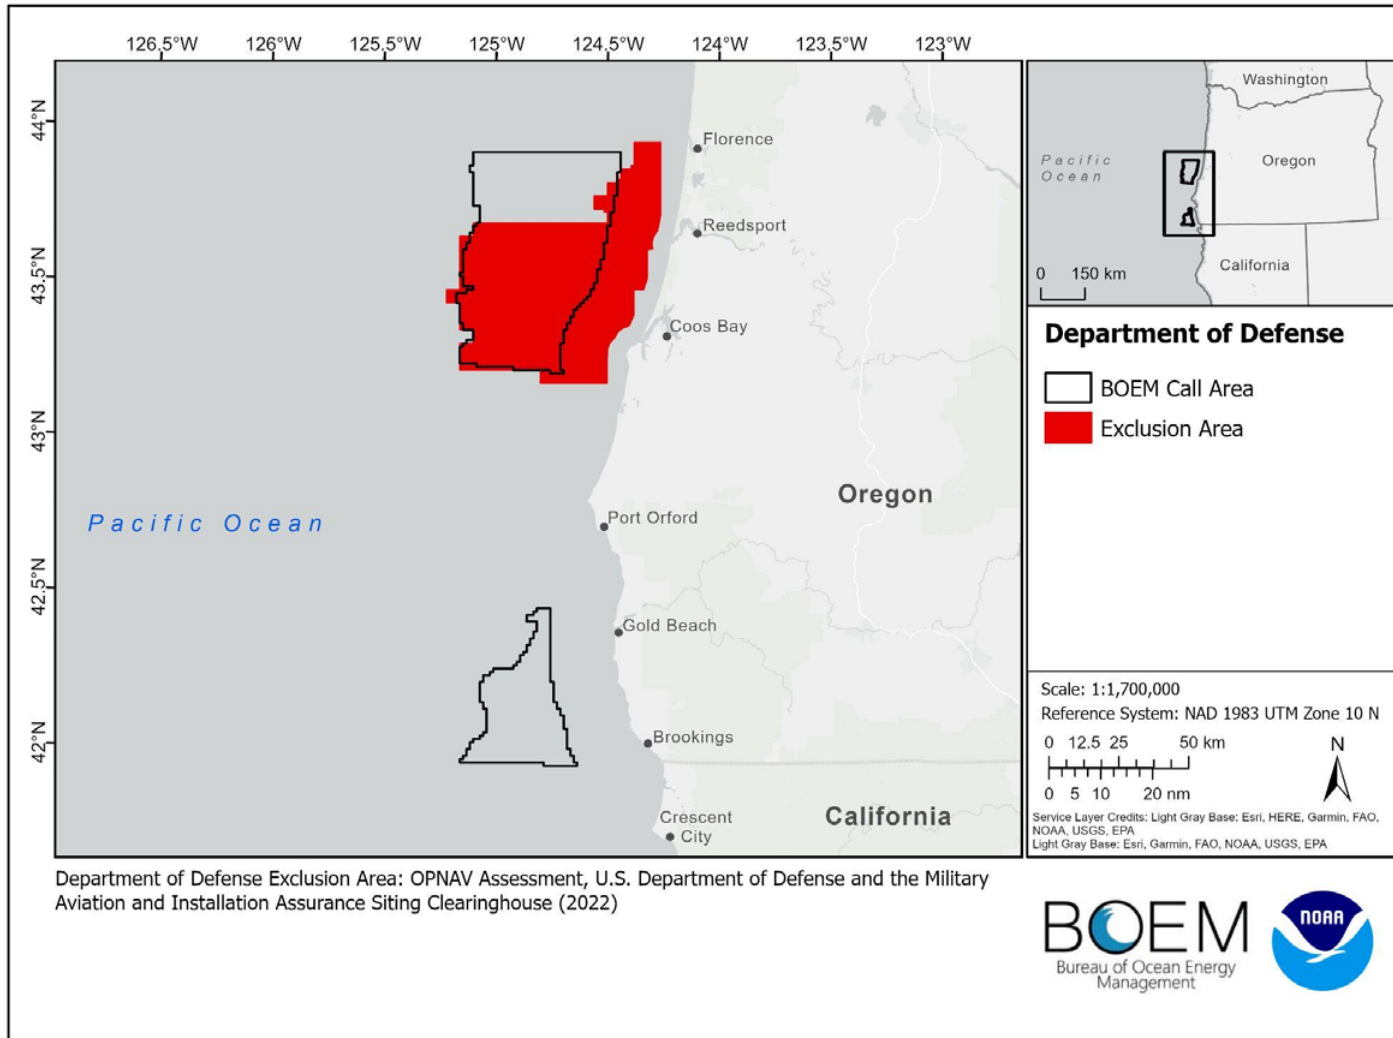 126.5°W 126°W 125.5°W 125°W 124.5°W 124°W 123.5°W 123°W
44°N
43.5°N
43°N
42.5°N
42°N
Florence
Reedsport
Coos Bay
Oregon
Pacific Ocean
Port Orford
Gold Beach
Brookings
California
Crescent
City
Washington
Pacific
Ocean
Oregon
California
0 150 km
Department of Defense
BOEM Call Area
Exclusion Area
Scale: 1:1,700,000
Reference System: NAD 1983 UTM Zone 10 N
0 12.5 25 50 km
N
0 5 10 20 nm
Service Layer Credits: Light Gray Base: Esri, HERE, Garmin, FAO,
NOAA, USGS, EPA
Light Gray Base: Esri, Garmin, FAO, NOAA, USGS, EPA
Department of Defense Exclusion Area: OPNAV Assessment, U.S. Department of Defense and the Military
Aviation and Installation Assurance Siting Clearinghouse (2022)
BOEM
Bureau of Ocean Energy
Management
NOAA